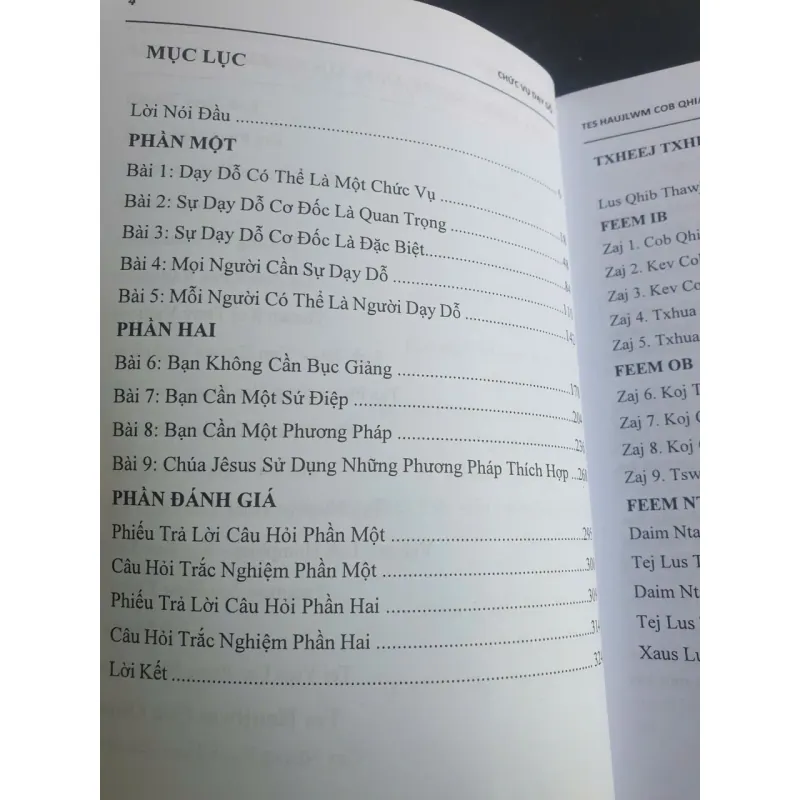 4
CHỨC VỤ DẠY DỖ
MỤC LỤC
Lời Nói Đầu
PHẦN MỘT
Bài 1: Dạy Dỗ Có Thể Là Một Chức Vụ
Bài 2: Sự Dạy Dỗ Cơ Đốc Là Quan Trọng
Bài 3: Sự Dạy Dỗ Cơ Đốc Là Đặc Biệt
Bài 4: Mọi Người Cần Sự Dạy Dỗ
Bài 5: Mỗi Người Có Thể Là Người Dạy Dỗ
PHẦN HAI
Bài 6: Bạn Không Cần Bục Giảng
Bài 7: Bạn Cần Một Sứ Điệp
Bài 8: Bạn Cần Một Phương Pháp
Bài 9: Chúa Jêsus Sử Dụng Những Phương Pháp Thích Hợp
PHẦN ĐÁNH GIÁ
Phiếu Trả Lời Câu Hỏi Phần Một
Câu Hỏi Trắc Nghiệm Phần Một
Phiếu Trả Lời Câu Hỏi Phần Hai
Câu Hỏi Trắc Nghiệm Phần Hai
Lời Kết 324
TES HAUJLWM COB QHIA
TXHEEJ TXH
Lus Qhib Thaw
FEEM IB
Zaj 1. Cob Qhi
Zaj 2. Kev Co
Zaj 3. Kev Co
Zaj 4. Txhua
Zaj 5. Txhua
FEEM OB
Zaj 6. Koj T
Zaj 7. Koj
Zaj 8. Koj
Zaj 9. Tsw
FEEM NT
Daim Nta
Tej Lus T
Daim Nta
Tej Lus
Xaus Lu